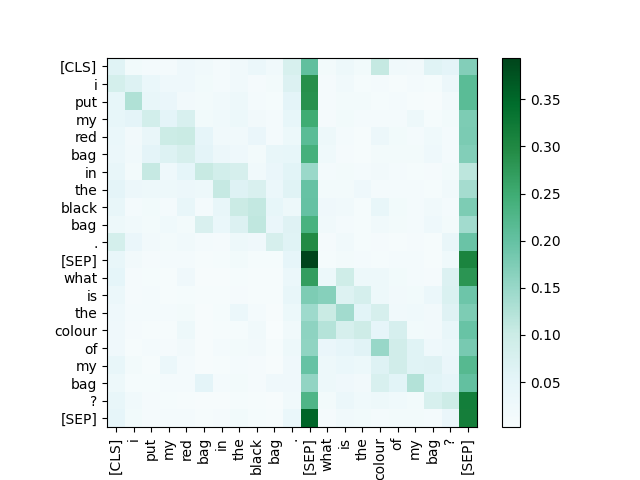 [CLS]
i
put
my
red
bag
in
the
black
bag
.
[SEP]
what
is
the
colour
of
my
bag
?
[SEP]
[CLS]
i
put
my
red
bag
in
the
black
bag
.
[SEP]
what
is
the
colour
of
my
bag
?
[SEP]
0.35
0.30
0.25
0.20
0.15
0.10
0.05